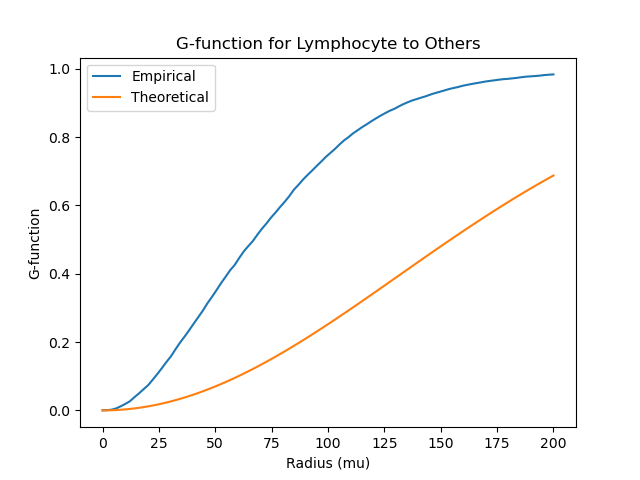 G-function for Lymphocyte to Others
Empirical
Theoretical
1.0
0.8
0.6
0.4
0.2
0.0
G-function
0 25 50 75 100 125 150 175 200
Radius (mu)